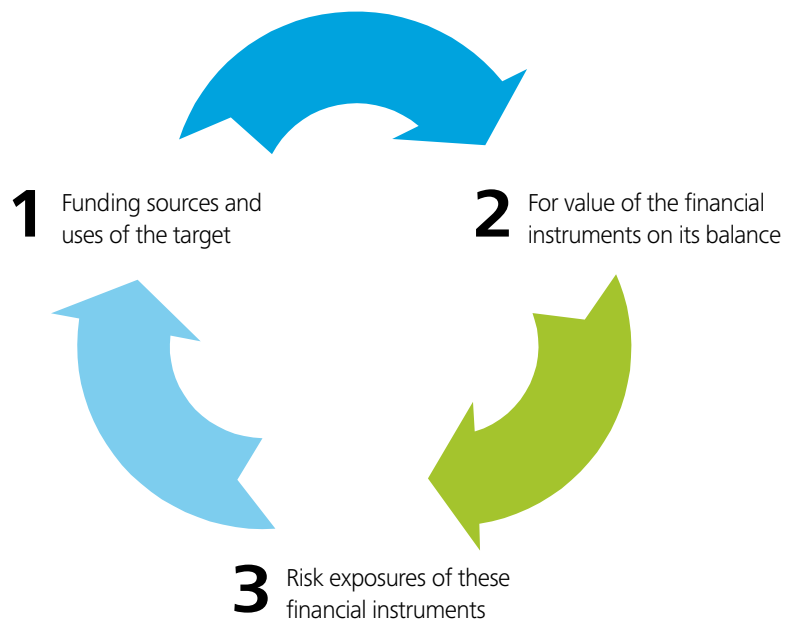 1 Funding sources and
uses of the target
2 For value of the financial
instruments on its balance
3 Risk exposures of these
financial instruments